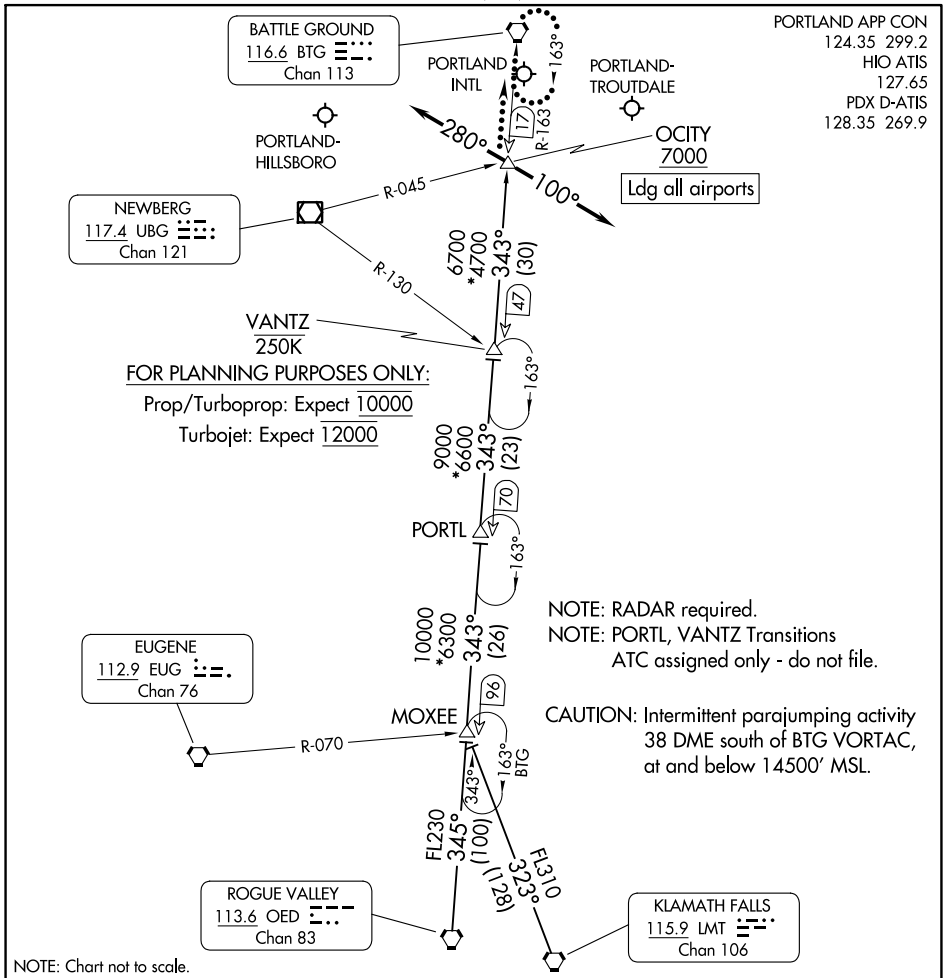 BATTLE GROUND
116.6 BTG
Chan 113
PORTLAND APP CON
124.35 299.2
HIO ATIS
127.65
PDX D-ATIS
128.35 269.9
163°
PORTLAND
INTL
PORTLAND-
TROUTDALE
PORTLAND-
HILLSBORO
17
R-163
280°
100°
OCITY
7000
Ldg all airports
NEWBERG
117.4 UBG
Chan 121
R-045
R-130
6700
*4700
343°
(30)
47
VANTZ
250K
163°
FOR PLANNING PURPOSES ONLY:
Prop/Turboprop: Expect 10000
Turbojet: Expect 12000
9000
*6600
343°
(23)
70
PORTL
163°
NOTE: RADAR required.
NOTE: PORTL, VANTZ Transitions
ATC assigned only - do not file.
10000
*6300
343°
(26)
96
EUGENE
112.9 EUG
Chan 76
R-070
MOXEE
CAUTION: Intermittent parajumping activity
38 DME south of BTG VORTAC,
at and below 14500' MSL.
343°
163°
BTG
FL230
345°
(100)
FL310
323°
(128)
ROGUE VALLEY
113.6 OED
Chan 83
KLAMATH FALLS
115.9 LMT
Chan 106
NOTE: Chart not to scale.